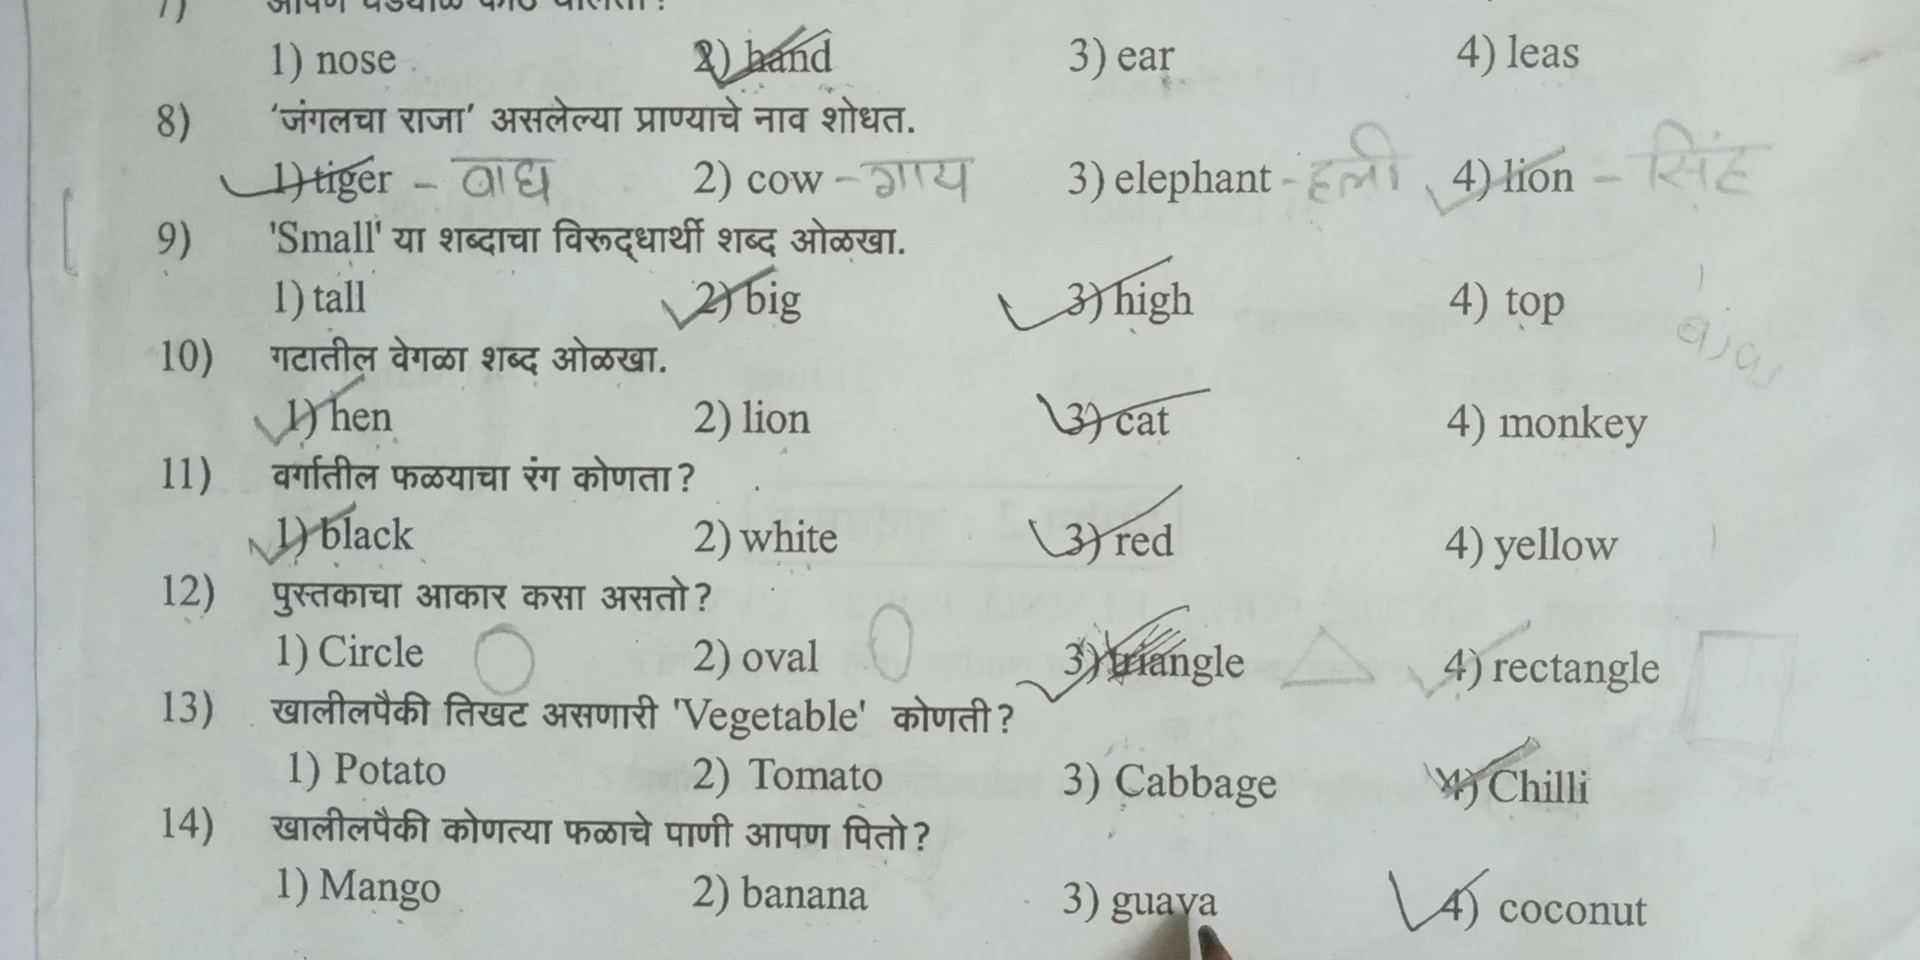 7) आपण घड्याळ कोठे घालतो?
1) nose 2) hand 3) ear 4) leas
8) 'जंगलचा राजा' असलेल्या प्राण्याचे नाव शोधत.
1) tiger - वाघ 2) cow - गाय 3) elephant - हत्ती 4) lion - सिंह
9) 'Small' या शब्दाचा विरूद्धार्थी शब्द ओळखा.
1) tall 2) big 3) high 4) top
10) गटातील वेगळा शब्द ओळखा.
1) hen 2) lion 3) cat 4) monkey
11) वर्गातील फळयाचा रंग कोणता?
1) black 2) white 3) red 4) yellow
12) पुस्तकाचा आकार कसा असतो?
1) Circle 2) oval 3) triangle 4) rectangle
13) खालीलपैकी तिखट असणारी 'Vegetable' कोणती?
1) Potato 2) Tomato 3) Cabbage 4) Chilli
14) खालीलपैकी कोणत्या फळाचे पाणी आपण पितो?
1) Mango 2) banana 3) guava 4) coconut